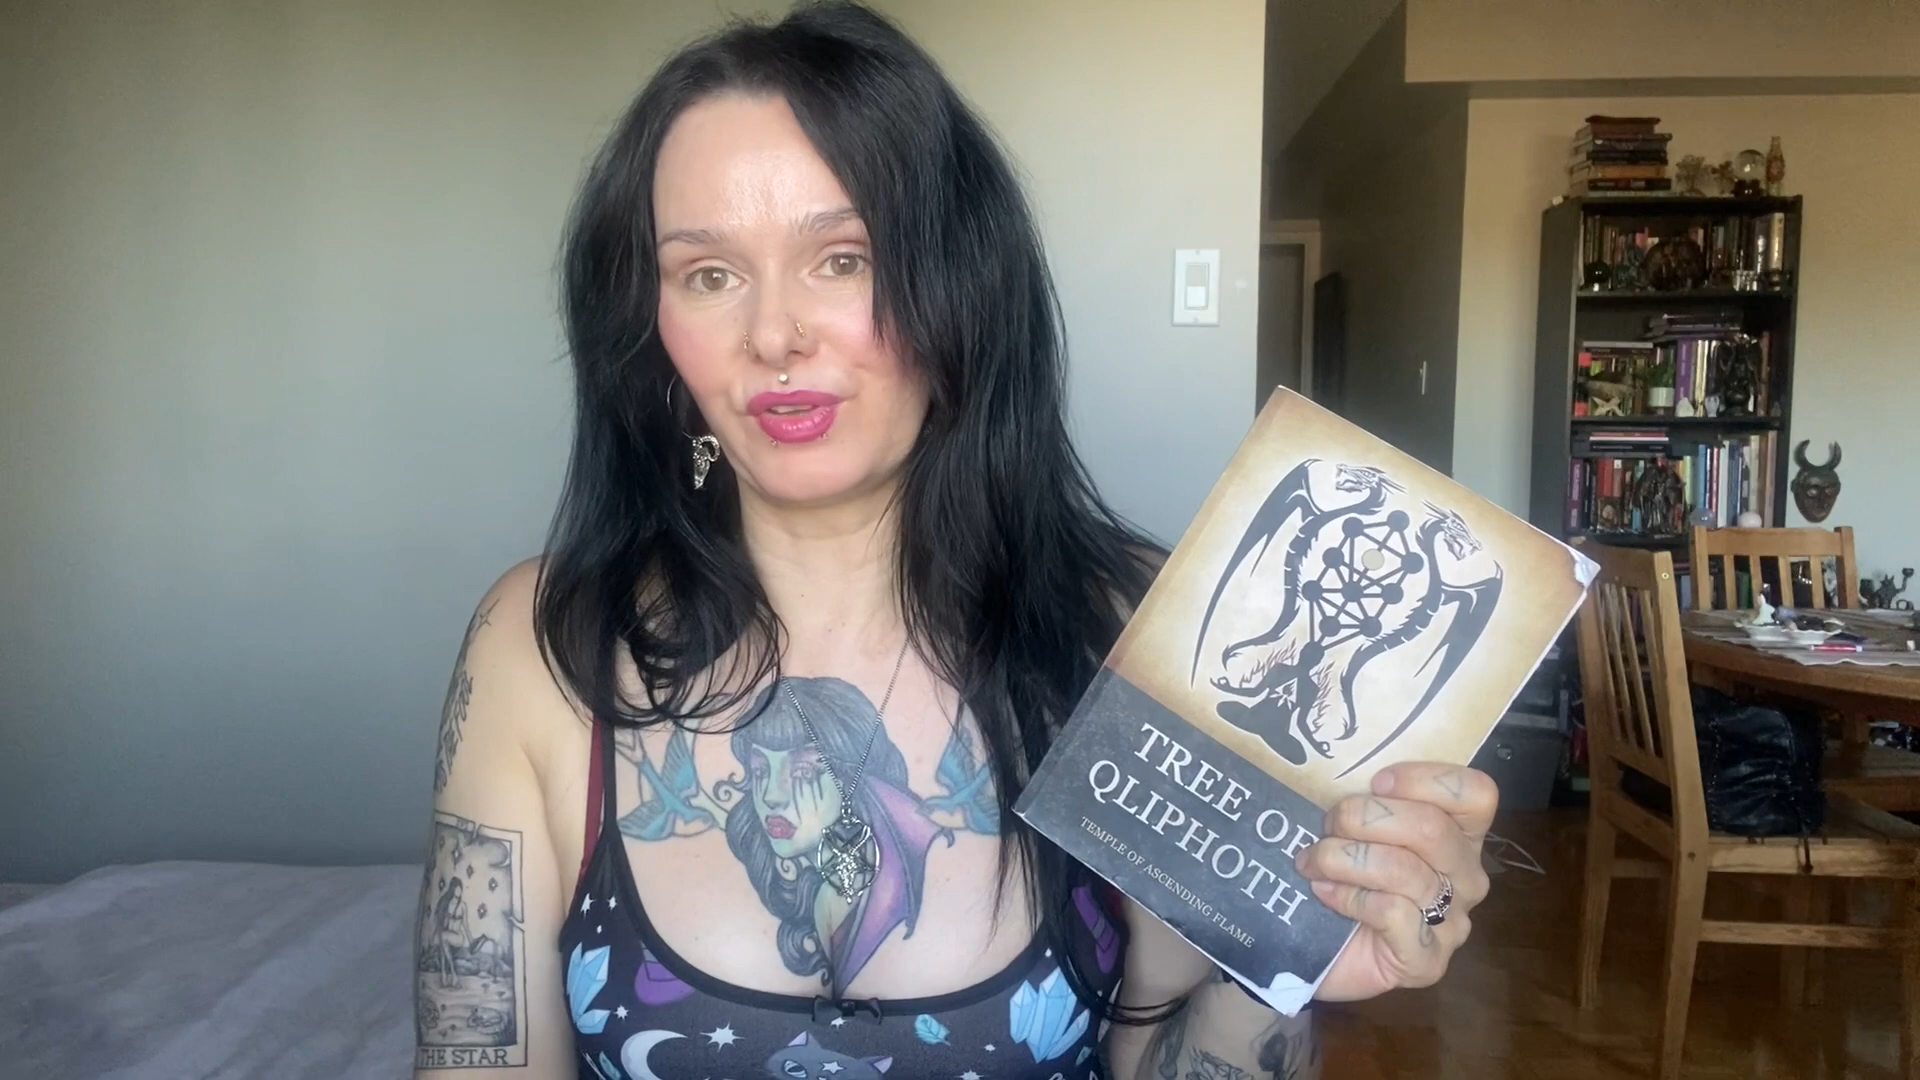 TREE OF
QLIPHOTH
TEMPLE OF ASCENDING FLAME
THE STAR